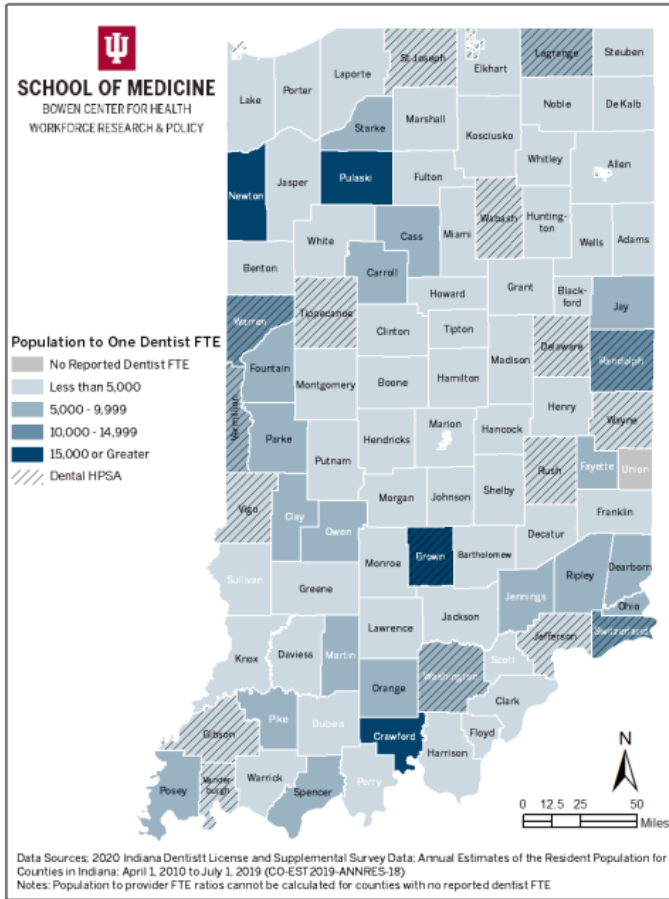 SCHOOL OF MEDICINE
BOWEN CENTER FOR HEALTH
WORKFORCE RESEARCH & POLICY
Lake
Porter
Laporte
St Joseph
Elkhart
Lagrange
Steuben
Noble
De Kalb
Starke
Marshall
Kosciusko
Whitley
Allen
Newton
Jasper
Pulaski
Fulton
Wabash
Hunting-
ton
Wells
Adams
White
Cass
Miami
Benton
Carroll
Howard
Grant
Black-
ford
Jay
Warren
Tippecanoe
Clinton
Tipton
Madison
Delaware
Randolph
Population to One Dentist FTE
No Reported Dentist FTE
Less than 5,000
5,000 - 9,999
10,000 - 14,999
15,000 or Greater
Dental HPSA
Fountain
Montgomery
Boone
Hamilton
Henry
Wayne
Vermillion
Parke
Putnam
Hendricks
Marion
Hancock
Rush
Fayette
Union
Vigo
Clay
Owen
Morgan
Johnson
Shelby
Decatur
Franklin
Sullivan
Greene
Monroe
Brown
Bartholomew
Jennings
Ripley
Dearborn
Ohio
Knox
Daviess
Martin
Lawrence
Jackson
Jefferson
Switzerland
Orange
Washington
Scott
Clark
Gibson
Pike
Dubois
Crawford
Floyd
Harrison
Posey
Vander-
burgh
Warrick
Spencer
Perry
N
0 12.5 25 50
Miles
Data Sources; 2020 Indiana Dentistt License and Supplemental Survey Data; Annual Estimates of the Resident Population for
Counties in Indiana: April 1, 2010 to July 1, 2019 (CO-EST2019-ANNRES-18)
Notes: Population to provider FTE ratios cannot be calculated for counties with no reported dentist FTE